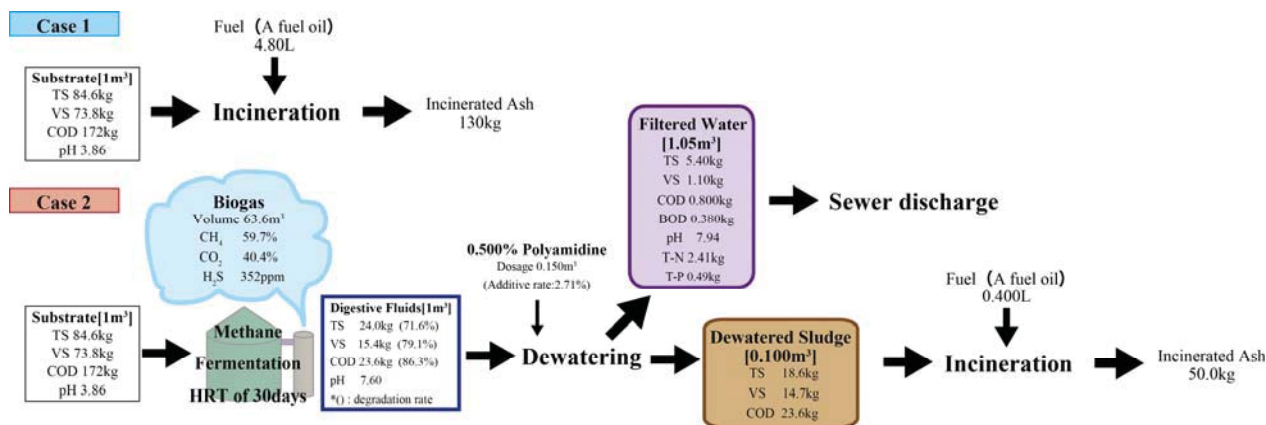 Case 1
Fuel (A fuel oil)
4.80L
Substrate[1m³]
TS 84.6kg
VS 73.8kg
COD 172kg
pH 3.86
Incineration
Incinerated Ash
130kg
Case 2
Biogas
Volume 63.6m³
CH₄ 59.7%
CO₂ 40.4%
H₂S 352ppm
Substrate[1m³]
TS 84.6kg
VS 73.8kg
COD 172kg
pH 3.86
Methane
Fermentation
HRT of 30days
Digestive Fluids[1m³]
TS 24.0kg (71.6%)
VS 15.4kg (79.1%)
COD 23.6kg (86.3%)
pH 7.60
*() : degradation rate
0.500% Polyamidine
Dosage 0.150m³
(Additive rate:2.71%)
Dewatering
Filtered Water
[1.05m³]
TS 5.40kg
VS 1.10kg
COD 0.800kg
BOD 0.380kg
pH 7.94
T-N 2.41kg
T-P 0.49kg
Sewer discharge
Dewatered Sludge
[0.100m³]
TS 18.6kg
VS 14.7kg
COD 23.6kg
Fuel (A fuel oil)
0.400L
Incineration
Incinerated Ash
50.0kg